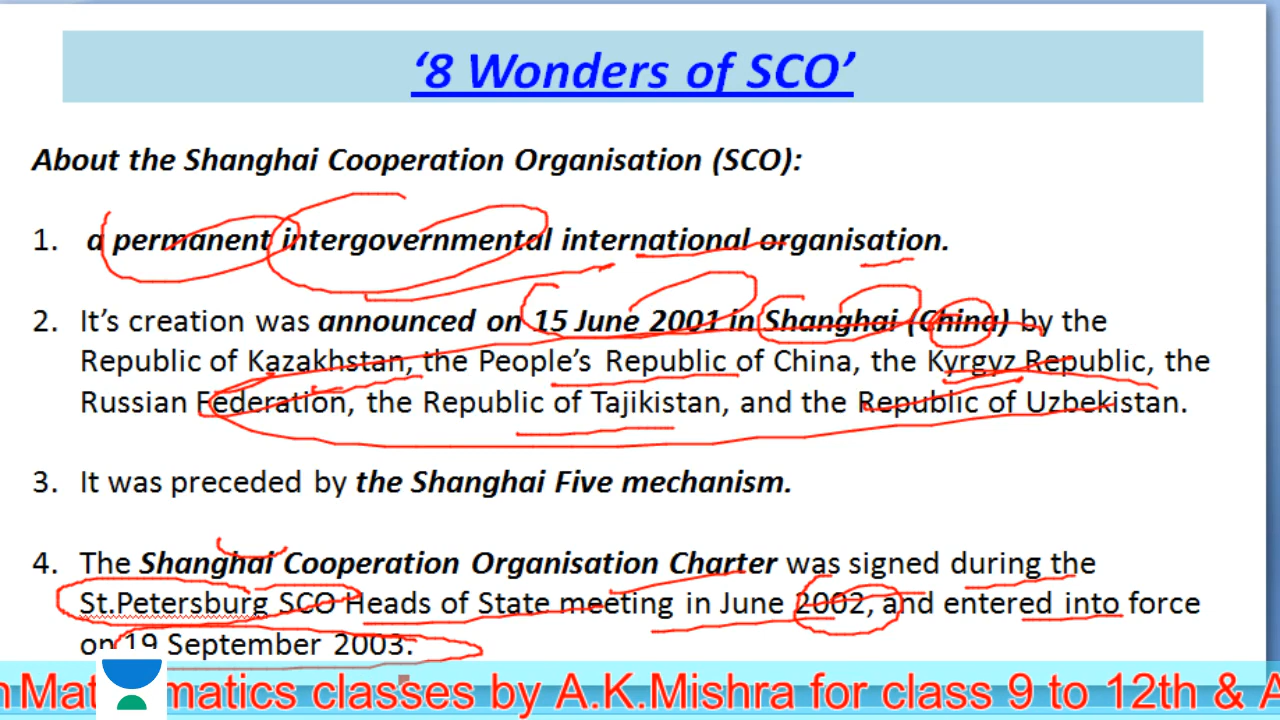 ‘8 Wonders of SCO’
About the Shanghai Cooperation Organisation (SCO):
1. a permanent intergovernmental international organisation.
2. It’s creation was announced on 15 June 2001 in Shanghai (China) by the
Republic of Kazakhstan, the People’s Republic of China, the Kyrgyz Republic, the
Russian Federation, the Republic of Tajikistan, and the Republic of Uzbekistan.
3. It was preceded by the Shanghai Five mechanism.
4. The Shanghai Cooperation Organisation Charter was signed during the
St.Petersburg SCO Heads of State meeting in June 2002, and entered into force
on 19 September 2003.
classes by A.K.Mishra for class 9 to 12th &